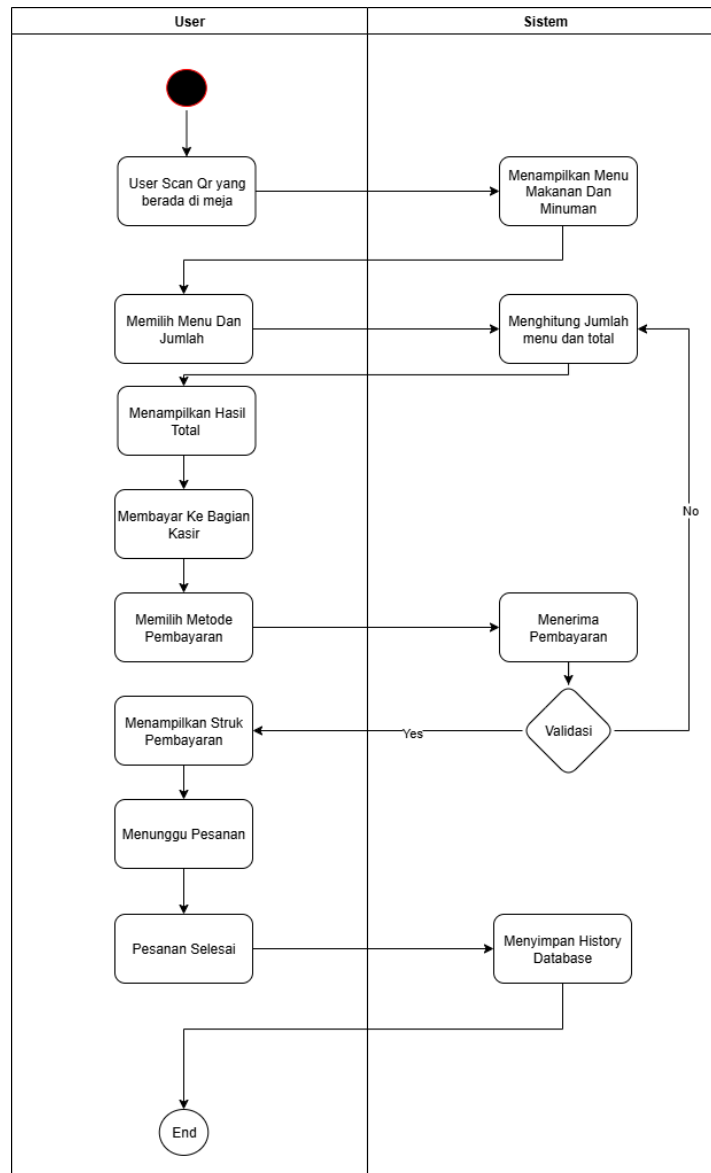 User
Sistem
User Scan Qr yang
berada di meja
Menampilkan Menu
Makanan Dan
Minuman
Memilih Menu Dan
Jumlah
Menghitung Jumlah
menu dan total
Menampilkan Hasil
Total
Membayar Ke Bagian
Kasir
No
Memilih Metode
Pembayaran
Menerima
Pembayaran
Menampilkan Struk
Pembayaran
Yes
Validasi
Menunggu Pesanan
Pesanan Selesai
Menyimpan History
Database
End